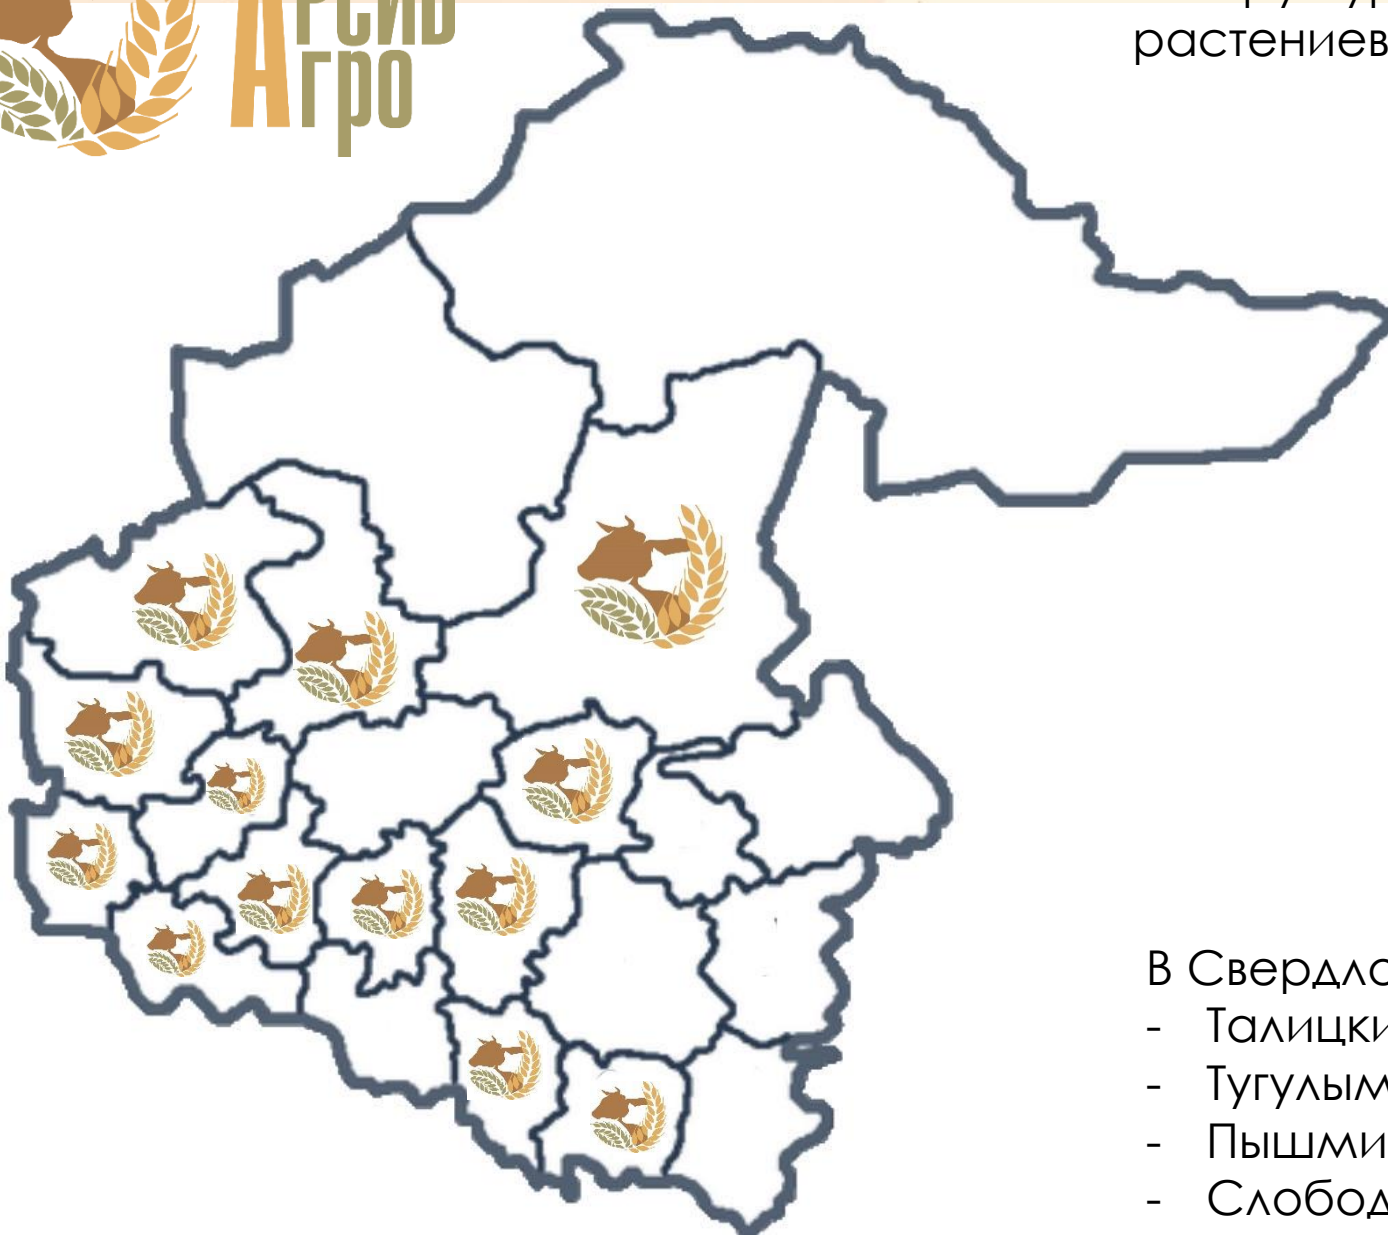 Агро
растениев
В Свердло
- Талицки
- Тугулым
- Пышми
- Слобод